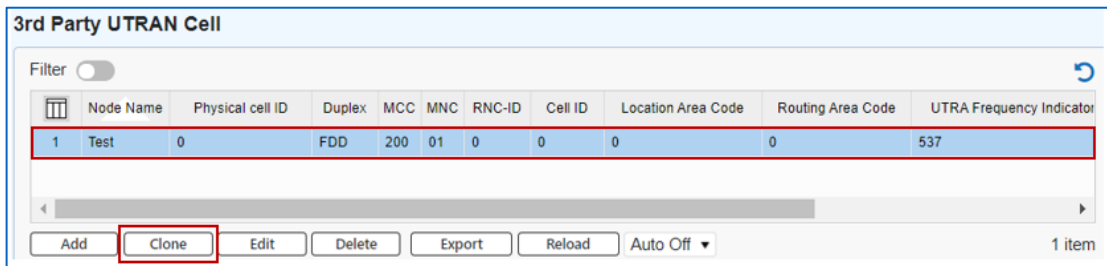 3rd Party UTRAN Cell
Filter
Node Name Physical cell ID Duplex MCC MNC RNC-ID Cell ID Location Area Code Routing Area Code UTRA Frequency Indicator
1 Test 0 FDD 200 01 0 0 0 0 537
Add Clone Edit Delete Export Reload Auto Off 1 item